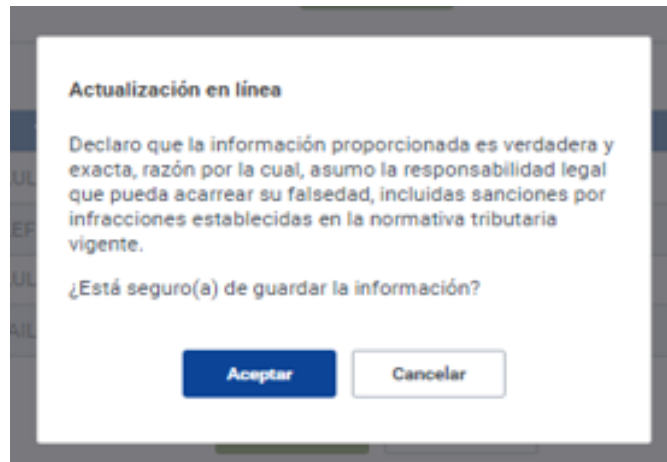 Actualización en línea
Declaro que la información proporcionada es verdadera y
exacta, razón por la cual, asumo la responsabilidad legal
que pueda acarrear su falsedad, incluidas sanciones por
infracciones establecidas en la normativa tributaria
vigente.
¿Está seguro(a) de guardar la información?
Aceptar
Cancelar